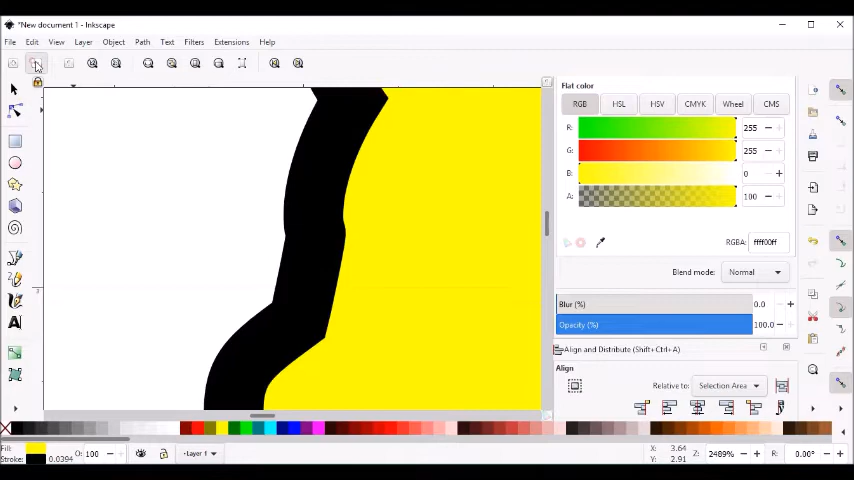 *New document 1 - Inkscape
File Edit View Layer Object Path Text Filters Extensions Help
Flat color
RGB HSL HSV CMYK Wheel CMS
R: 255
G: 255
B: 0
A: 100
RGBA: ffff00ff
Blend mode: Normal
Blur (%) 0.0
Opacity (%) 100.0
Align and Distribute (Shift+Ctrl+A)
Align
Relative to: Selection Area
Fill:
Stroke: 0.0394
O: 100
Layer 1
X: 3.64
Y: 2.91
Z: 2489%
R: 0.00°